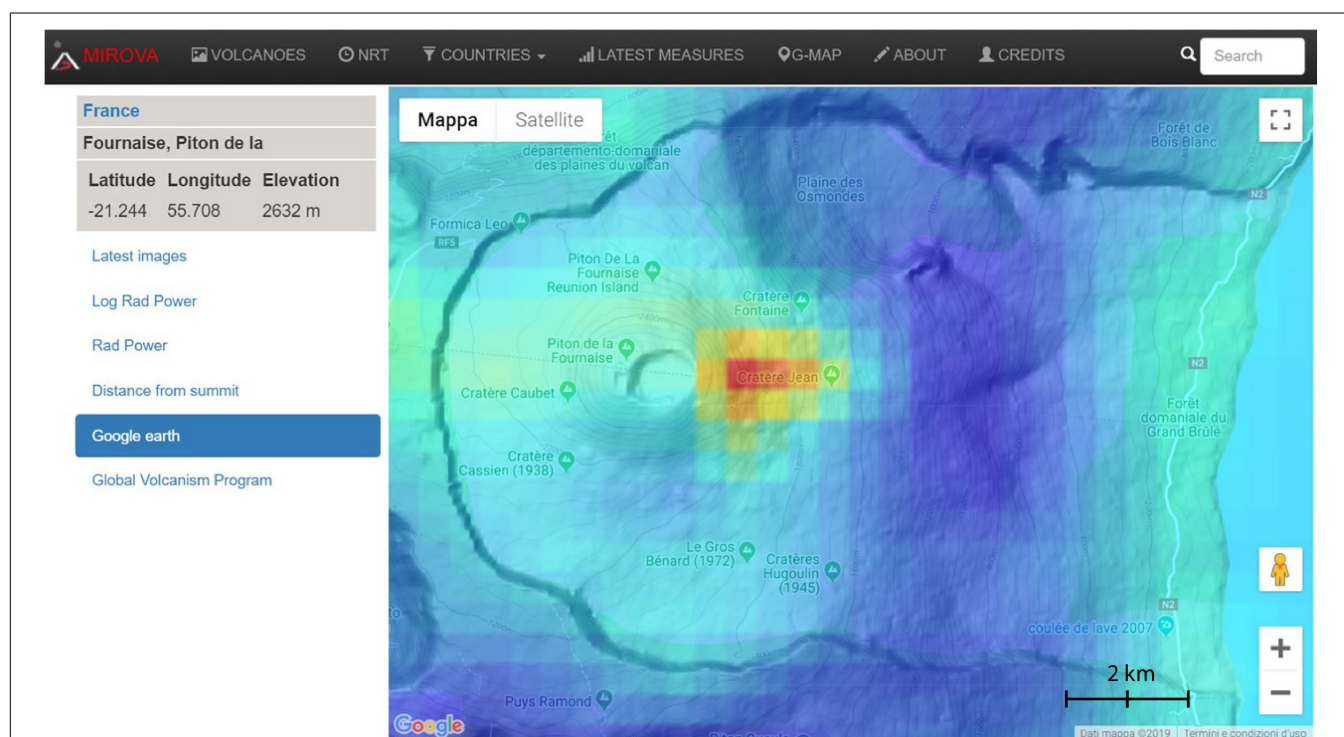 MIROVA VOLCANOES NRT COUNTRIES LATEST MEASURES G-MAP ABOUT CREDITS Search
France
Fournaise, Piton de la
Latitude Longitude Elevation
-21.244 55.708 2632 m
Latest images
Log Rad Power
Rad Power
Distance from summit
Google earth
Global Volcanism Program
Mappa Satellite
départemento-domaniale
des plaines du volcan
Forêt de
Bois Blanc
Plaine des
Osmondes
N2
Formica Leo
RF5
Piton De La
Fournaise
Reunion Island
Cratère
Fontaine
Piton de la
Fournaise
Cratère Jean
N2
Cratère Caubet
Forêt
domaniale du
Grand Brûlé
Cratère
Cassien (1938)
Le Gros
Bénard (1972)
Cratères
Hugoulin
(1945)
N2
coulée de lave 2007
2 km
Puys Ramond
Google
Dati mappa ©2019 Termini e condizioni d'uso